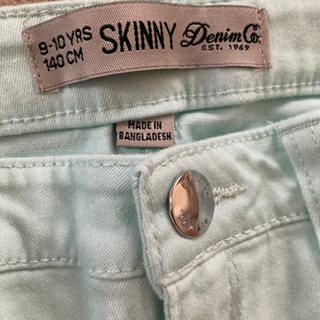 9-10 YRS
140 CM
SKINNY
Denim Co.
EST. 1969
MADE IN
BANGLADESH